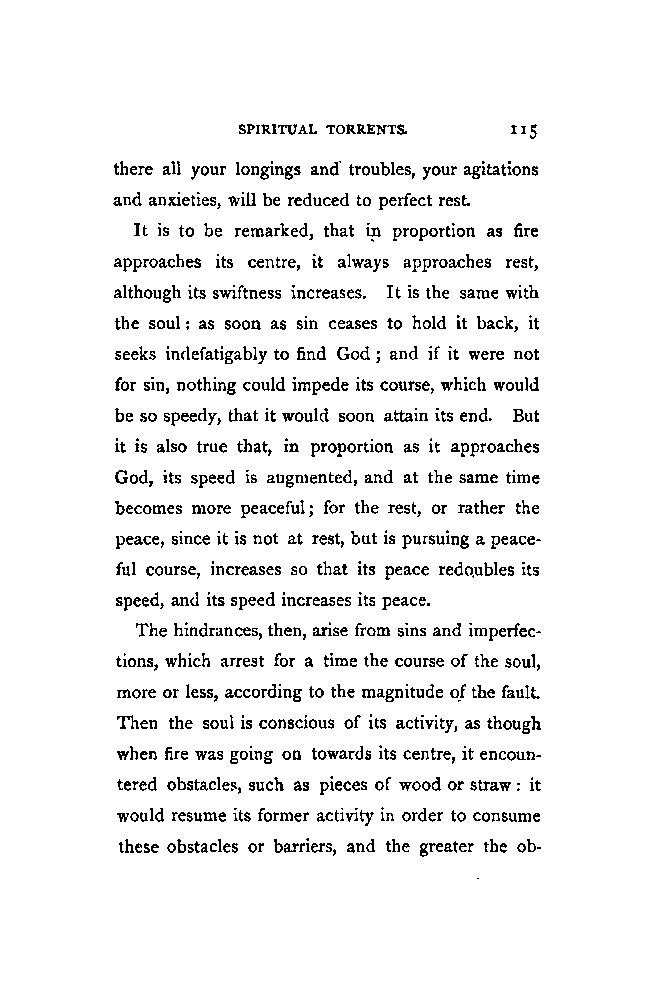 SPIRITUAL TORRENTS. 115
there all your longings and troubles, your agitations
and anxieties, will be reduced to perfect rest.
It is to be remarked, that in proportion as fire
approaches its centre, it always approaches rest,
although its swiftness increases. It is the same with
the soul: as soon as sin ceases to hold it back, it
seeks indefatigably to find God; and if it were not
for sin, nothing could impede its course, which would
be so speedy, that it would soon attain its end. But
it is also true that, in proportion as it approaches
God, its speed is augmented, and at the same time
becomes more peaceful; for the rest, or rather the
peace, since it is not at rest, but is pursuing a peace-
ful course, increases so that its peace redoubles its
speed, and its speed increases its peace.
The hindrances, then, arise from sins and imperfec-
tions, which arrest for a time the course of the soul,
more or less, according to the magnitude of the fault.
Then the soul is conscious of its activity, as though
when fire was going on towards its centre, it encoun-
tered obstacles, such as pieces of wood or straw: it
would resume its former activity in order to consume
these obstacles or barriers, and the greater the ob-